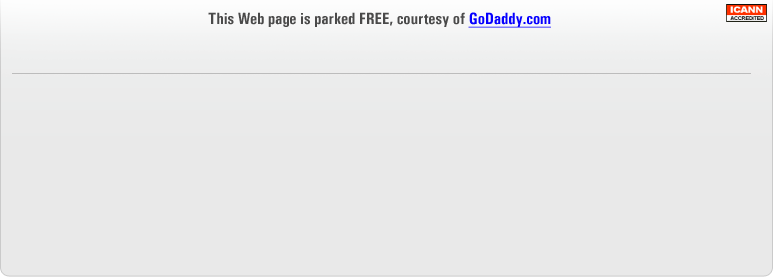 This Web page is parked FREE, courtesy of GoDaddy.com
ICANN
ACCREDITED